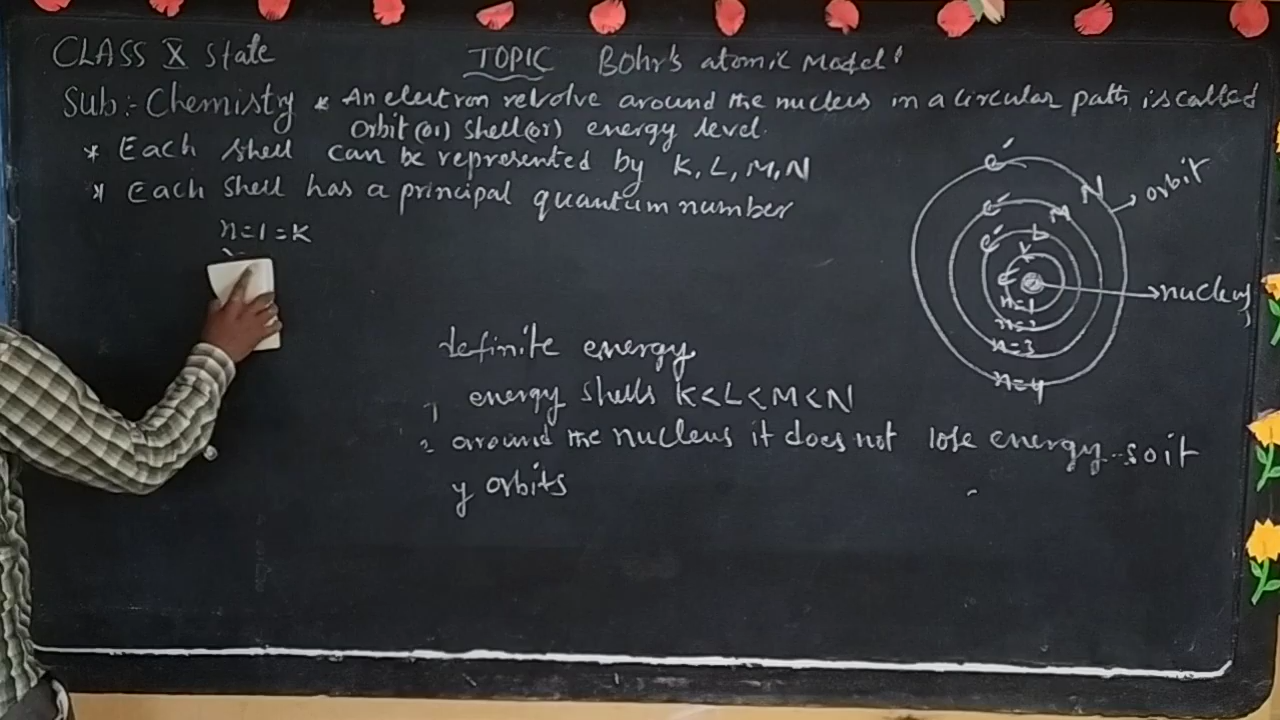 CLASS X State
TOPIC Bohr's atomic Model
Sub:- Chemistry * An electron revolve around the nucleus in a circular path, is called
orbit (or) shell (or) energy level.
* Each shell can be represented by K, L, M, N
* Each shell has a principal quantum number
n=1=K
definite energy
energy shells K<L<M<N
around the nucleus it does not lose energy.. so it
y orbits
e⁻
N
orbit
e⁻
M
e⁻
L
K
e⁻
nucleus
n=1
n=2
n=3
n=4